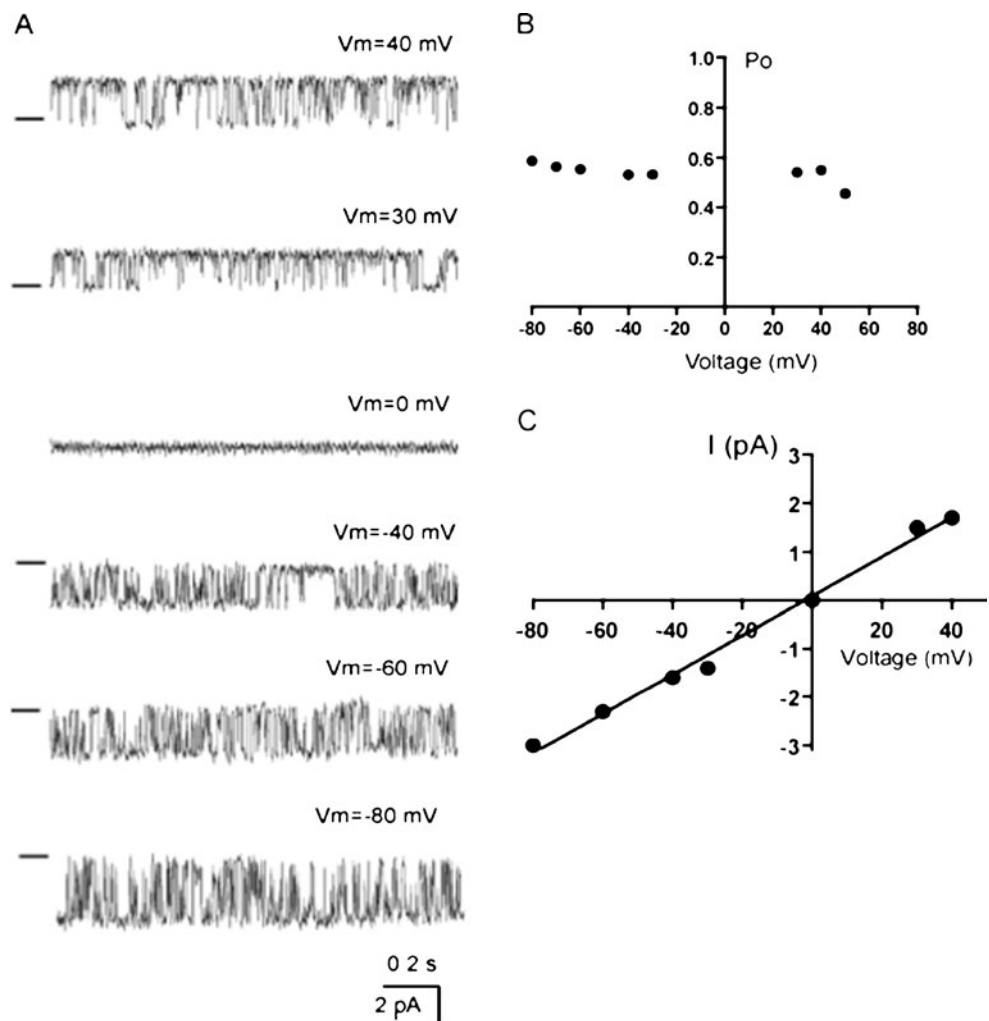 A
Vm=40 mV
Vm=30 mV
Vm=0 mV
Vm=-40 mV
Vm=-60 mV
Vm=-80 mV
0 2 s
2 pA
B
Po
1.0
0.8
0.6
0.4
0.2
-80 -60 -40 -20 0 20 40 60 80
Voltage (mV)
C
I (pA)
3
2
1
-80 -60 -40 -20 20 40
Voltage (mV)
-1
-2
-3